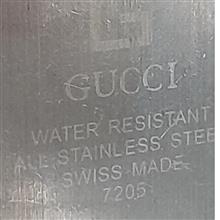 GUCCI
WATER RESISTANT
ALL STAINLESS STEE
SWISS MADE
7205